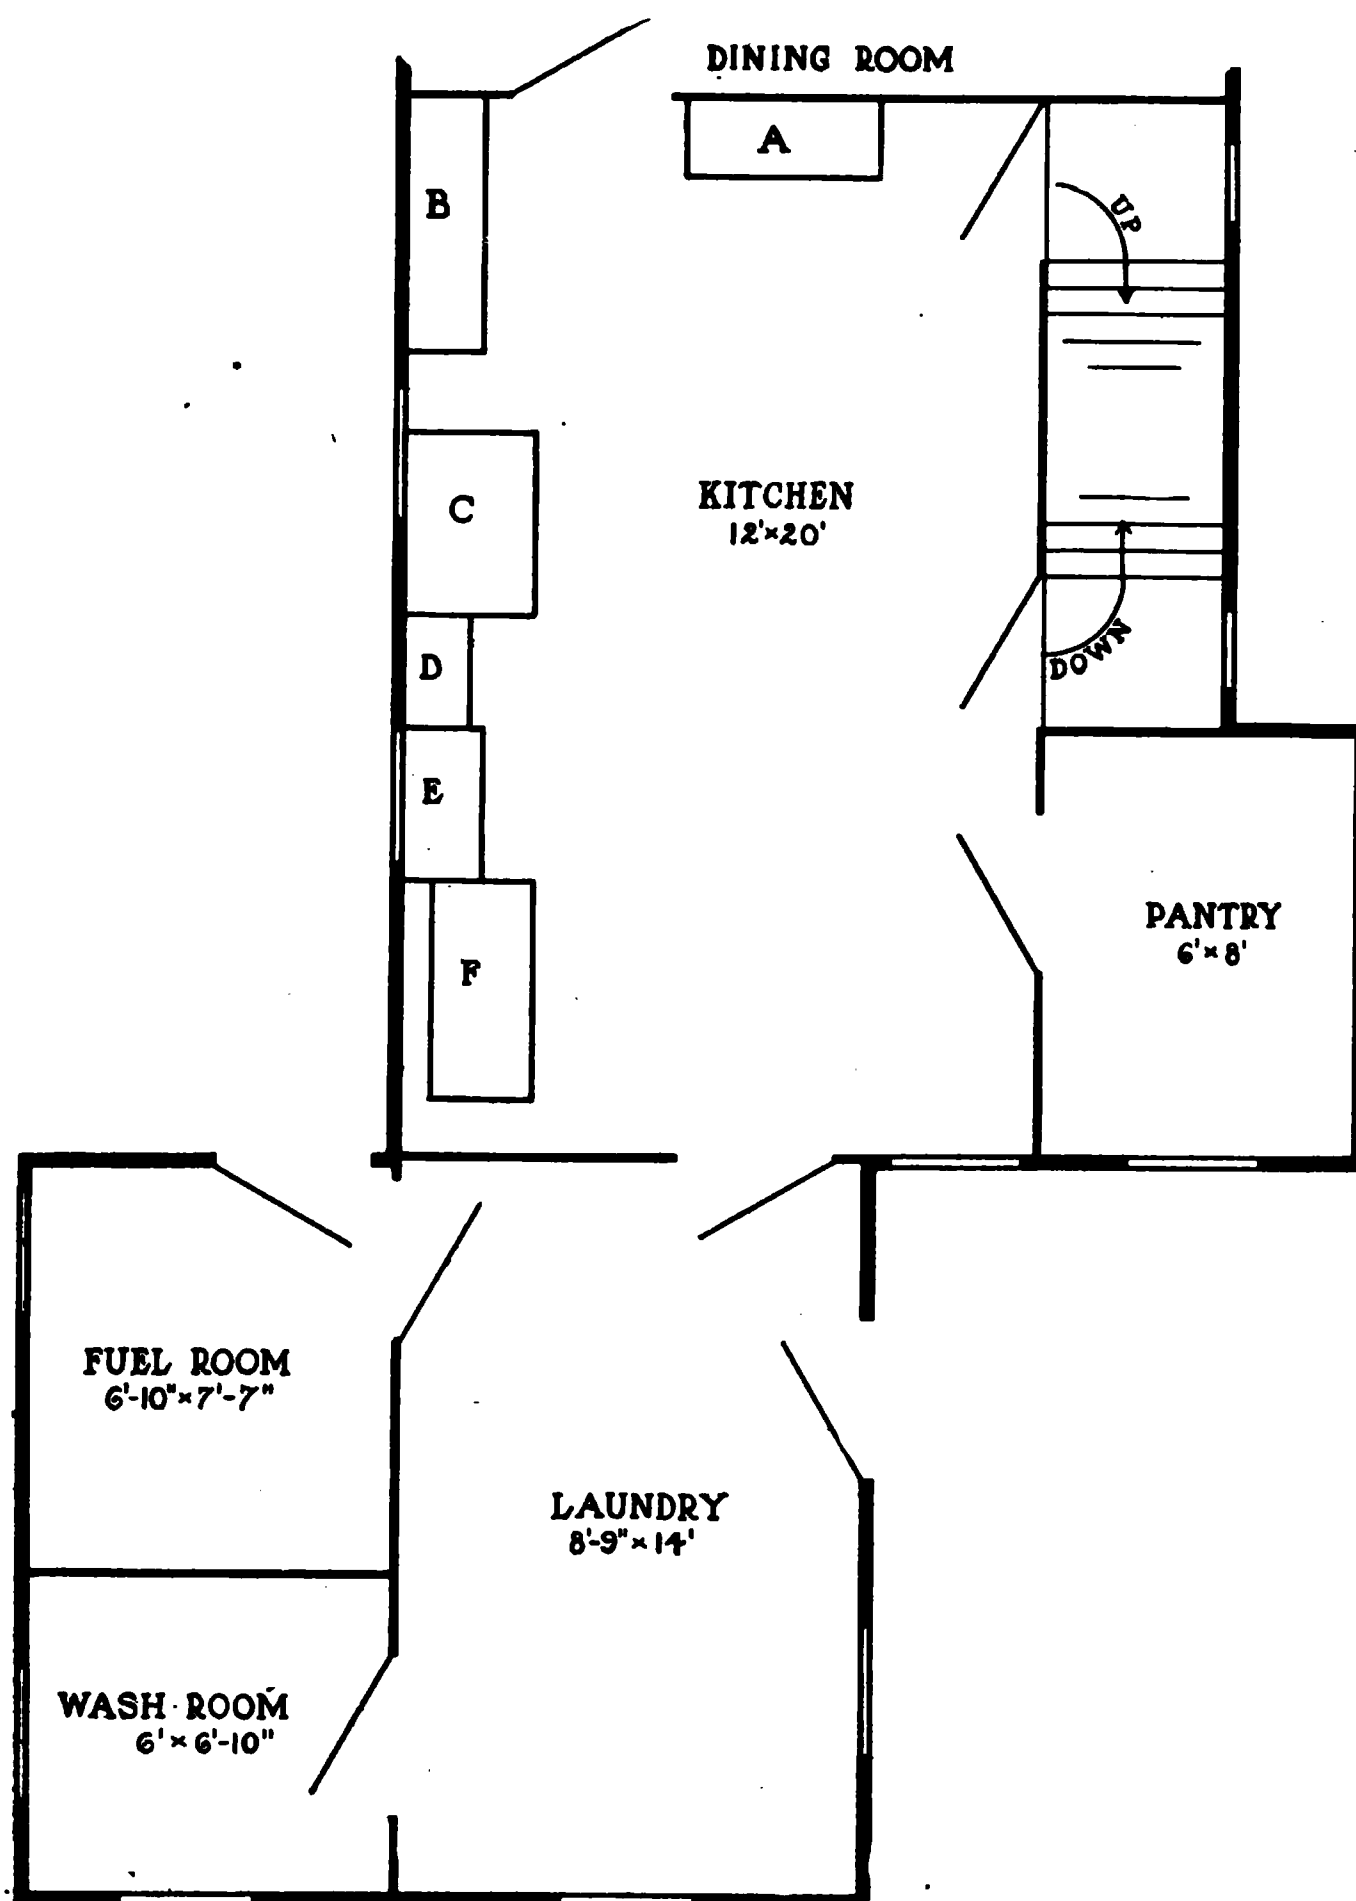 DINING ROOM
A
B
UP
C
KITCHEN
12'×20'
D
DOWN
E
PANTRY
6'×8'
F
FUEL ROOM
6'-10"×7'-7"
LAUNDRY
8'-9"×14'
WASH ROOM
6'×6'-10"